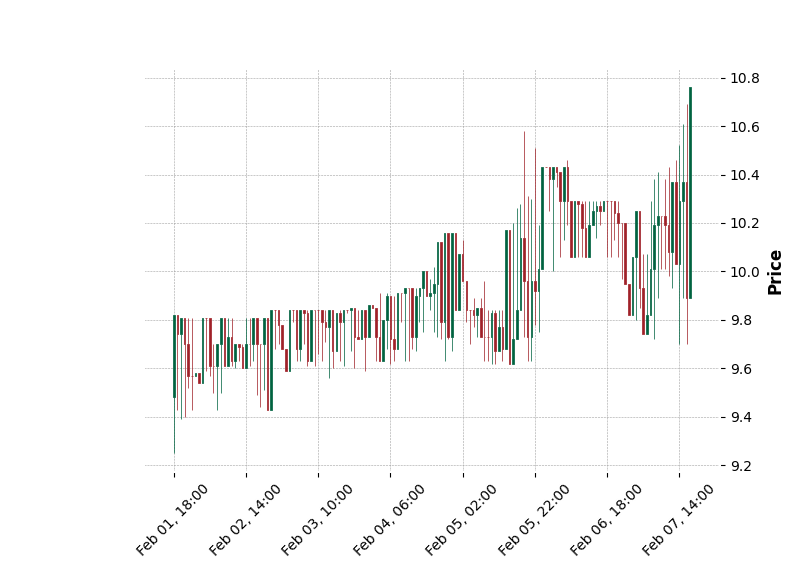 10.8
10.6
10.4
10.2
10.0
9.8
9.6
9.4
9.2
Price
Feb 01, 18:00
Feb 02, 14:00
Feb 03, 10:00
Feb 04, 06:00
Feb 05, 02:00
Feb 05, 22:00
Feb 06, 18:00
Feb 07, 14:00